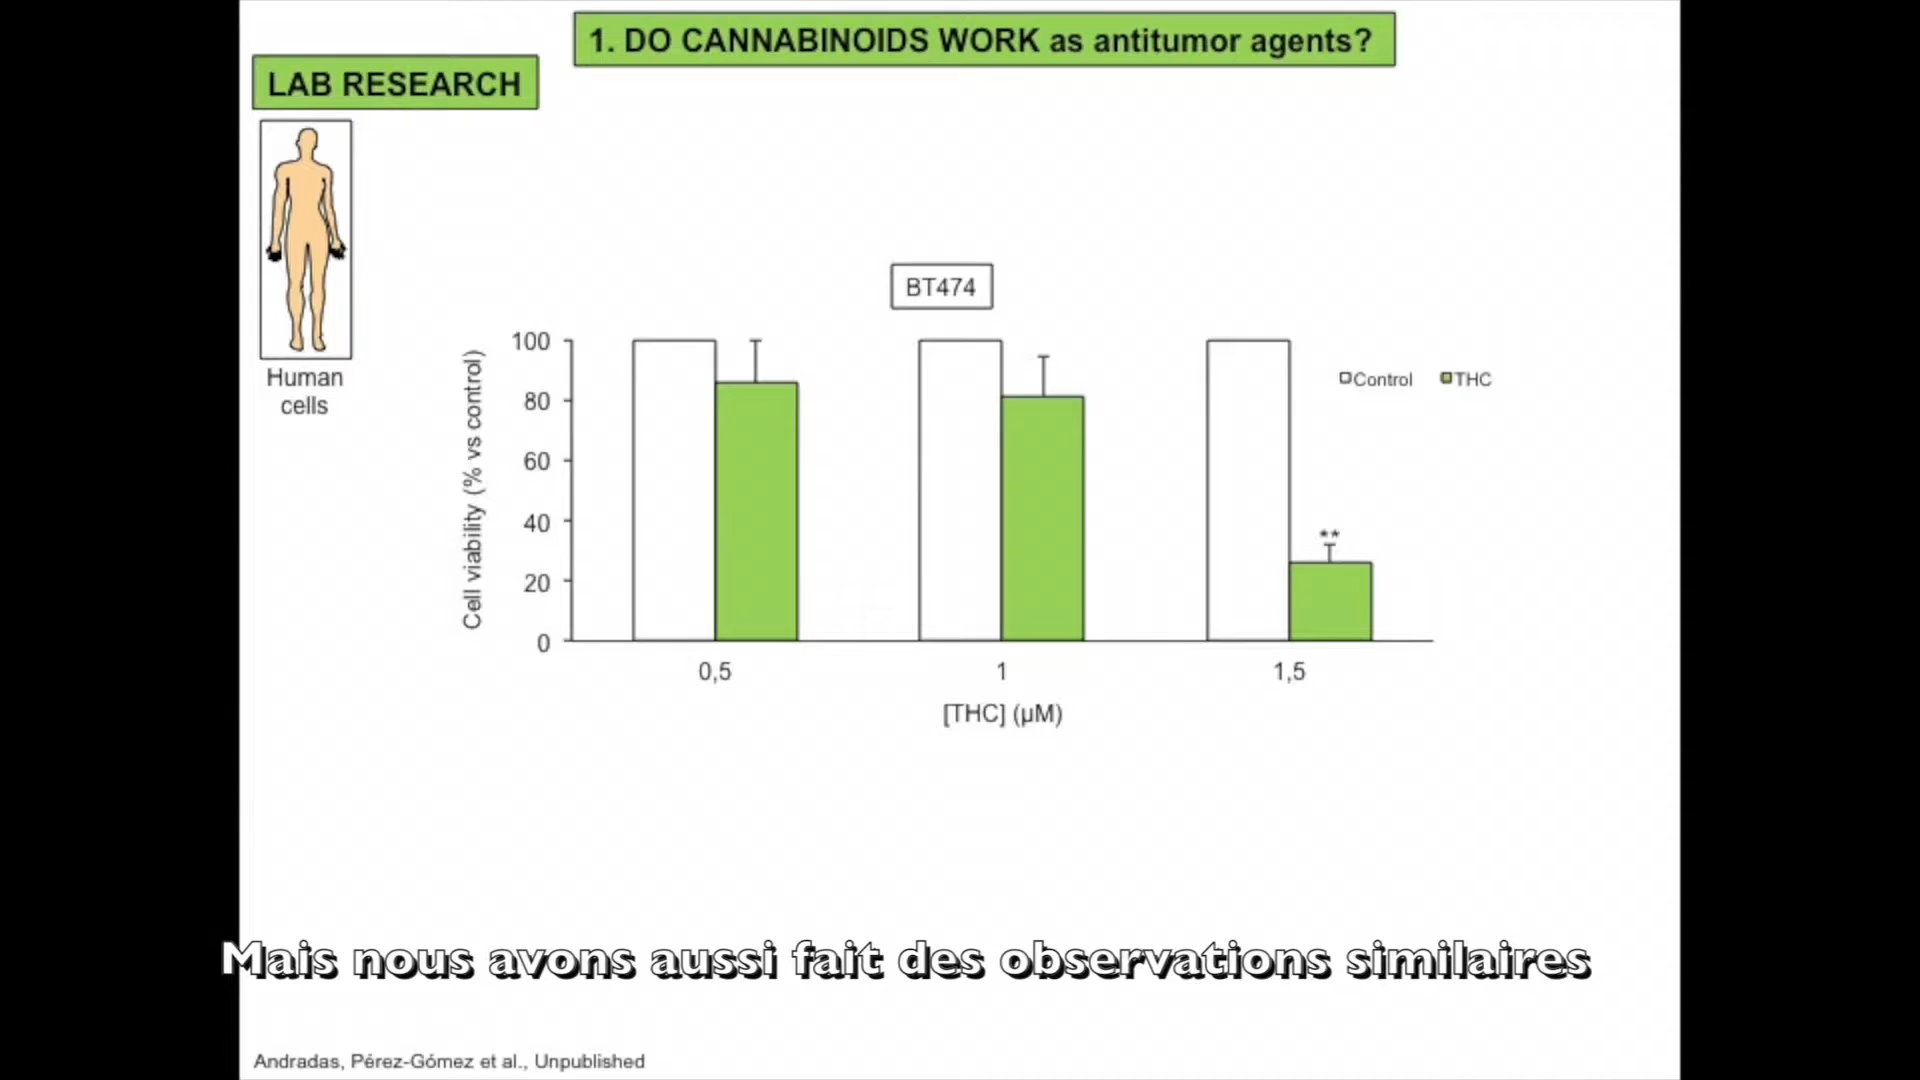 1. DO CANNABINOIDS WORK as antitumor agents?
LAB RESEARCH
Human
cells
BT474
Cell viability (% vs control)
100
80
60
40
20
0
Control
THC
**
0,5
1
1,5
[THC] (µM)
Mais nous avons aussi fait des observations similaires
Andradas, Pérez-Gómez et al., Unpublished